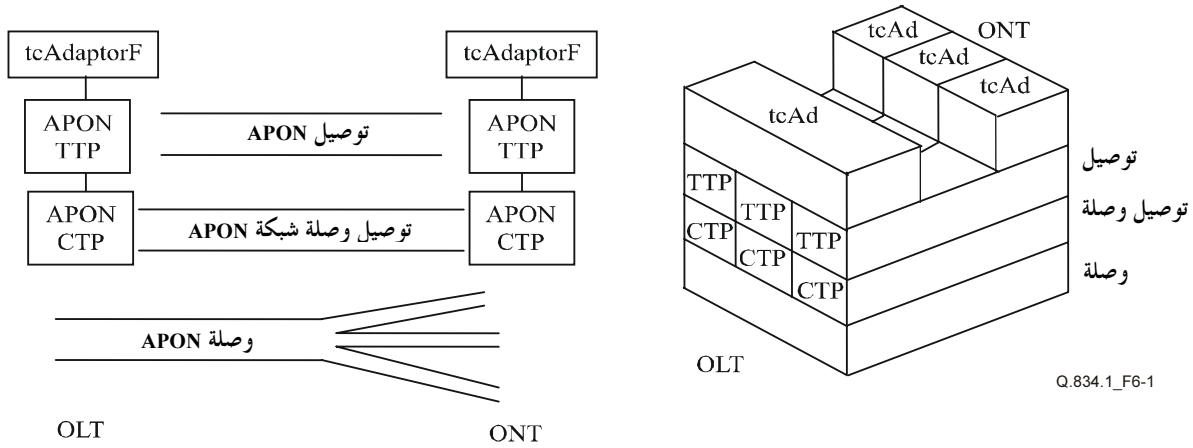 tcAdaptorF
tcAdaptorF
APON
TTP
توصيل APON
APON
TTP
APON
CTP
توصيل وصلة شبكة APON
APON
CTP
وصلة APON
OLT
ONT
tcAd
ONT
tcAd
tcAd
tcAd
توصيل
TTP
TTP
توصيل وصلة
CTP
TTP
CTP
وصلة
CTP
OLT
Q.834.1_F6-1